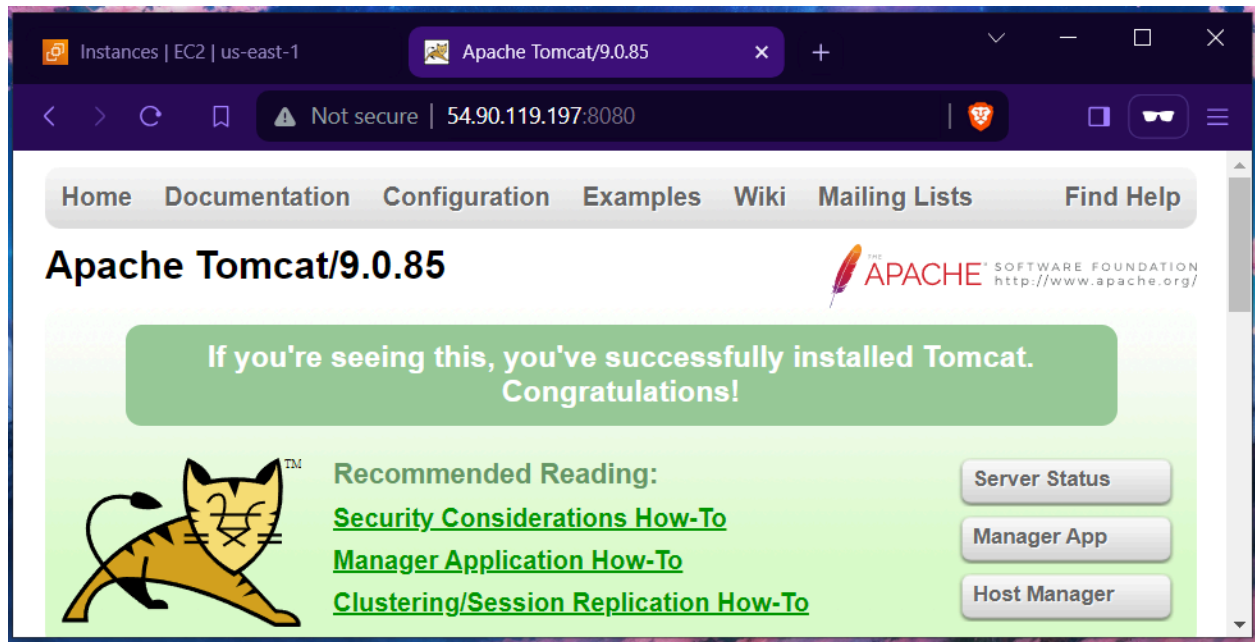 Instances | EC2 | us-east-1
Apache Tomcat/9.0.85
Not secure | 54.90.119.197:8080
Home Documentation Configuration Examples Wiki Mailing Lists Find Help
Apache Tomcat/9.0.85
THE
APACHE SOFTWARE FOUNDATION
http://www.apache.org/
If you're seeing this, you've successfully installed Tomcat.
Congratulations!
TM
Recommended Reading:
Security Considerations How-To
Manager Application How-To
Clustering/Session Replication How-To
Server Status
Manager App
Host Manager